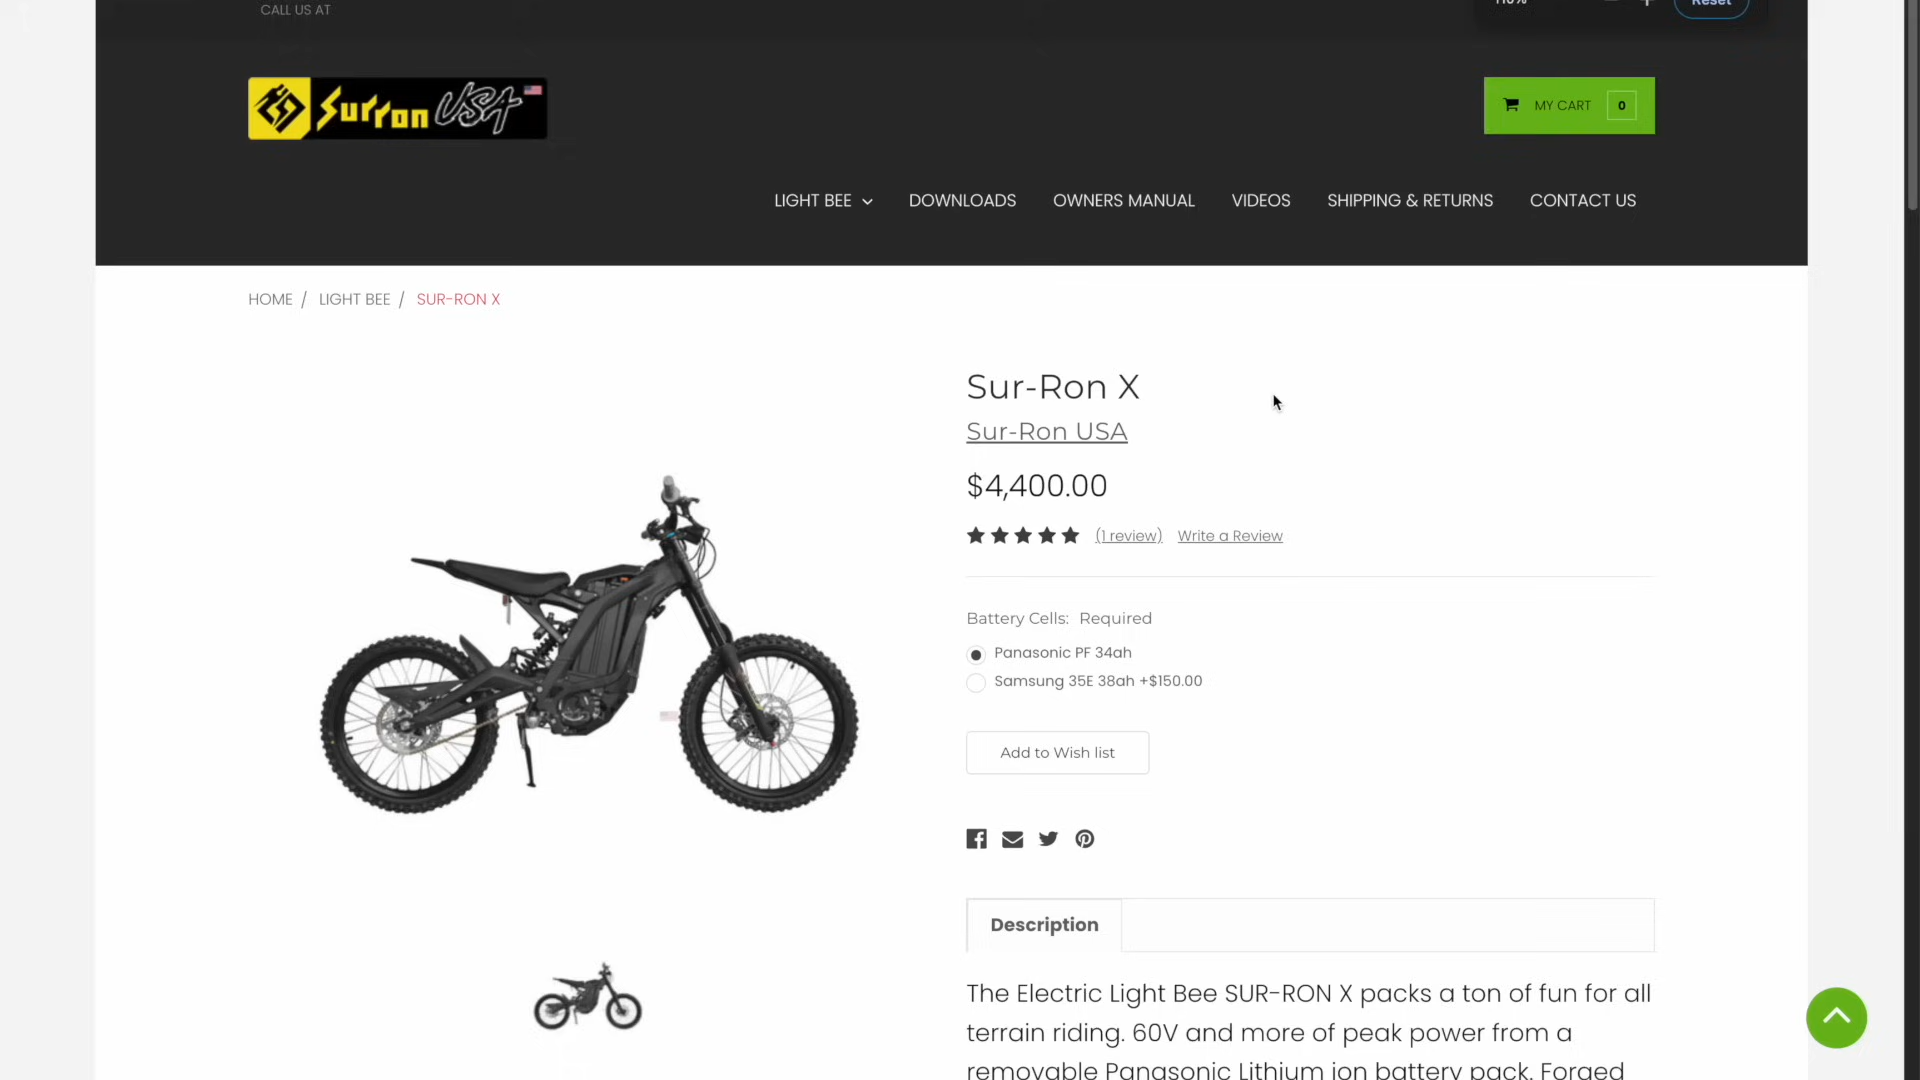 CALL US AT
110%
Reset
Surron USA
MY CART 0
LIGHT BEE
DOWNLOADS
OWNERS MANUAL
VIDEOS
SHIPPING & RETURNS
CONTACT US
HOME / LIGHT BEE / SUR-RON X
Sur-Ron X
Sur-Ron USA
$4,400.00
(1 review) Write a Review
Battery Cells: Required
Panasonic PF 34ah
Samsung 35E 38ah +$150.00
Add to Wish list
Description
The Electric Light Bee SUR-RON X packs a ton of fun for all
terrain riding. 60V and more of peak power from a
removable Panasonic Lithium ion battery pack. Forged